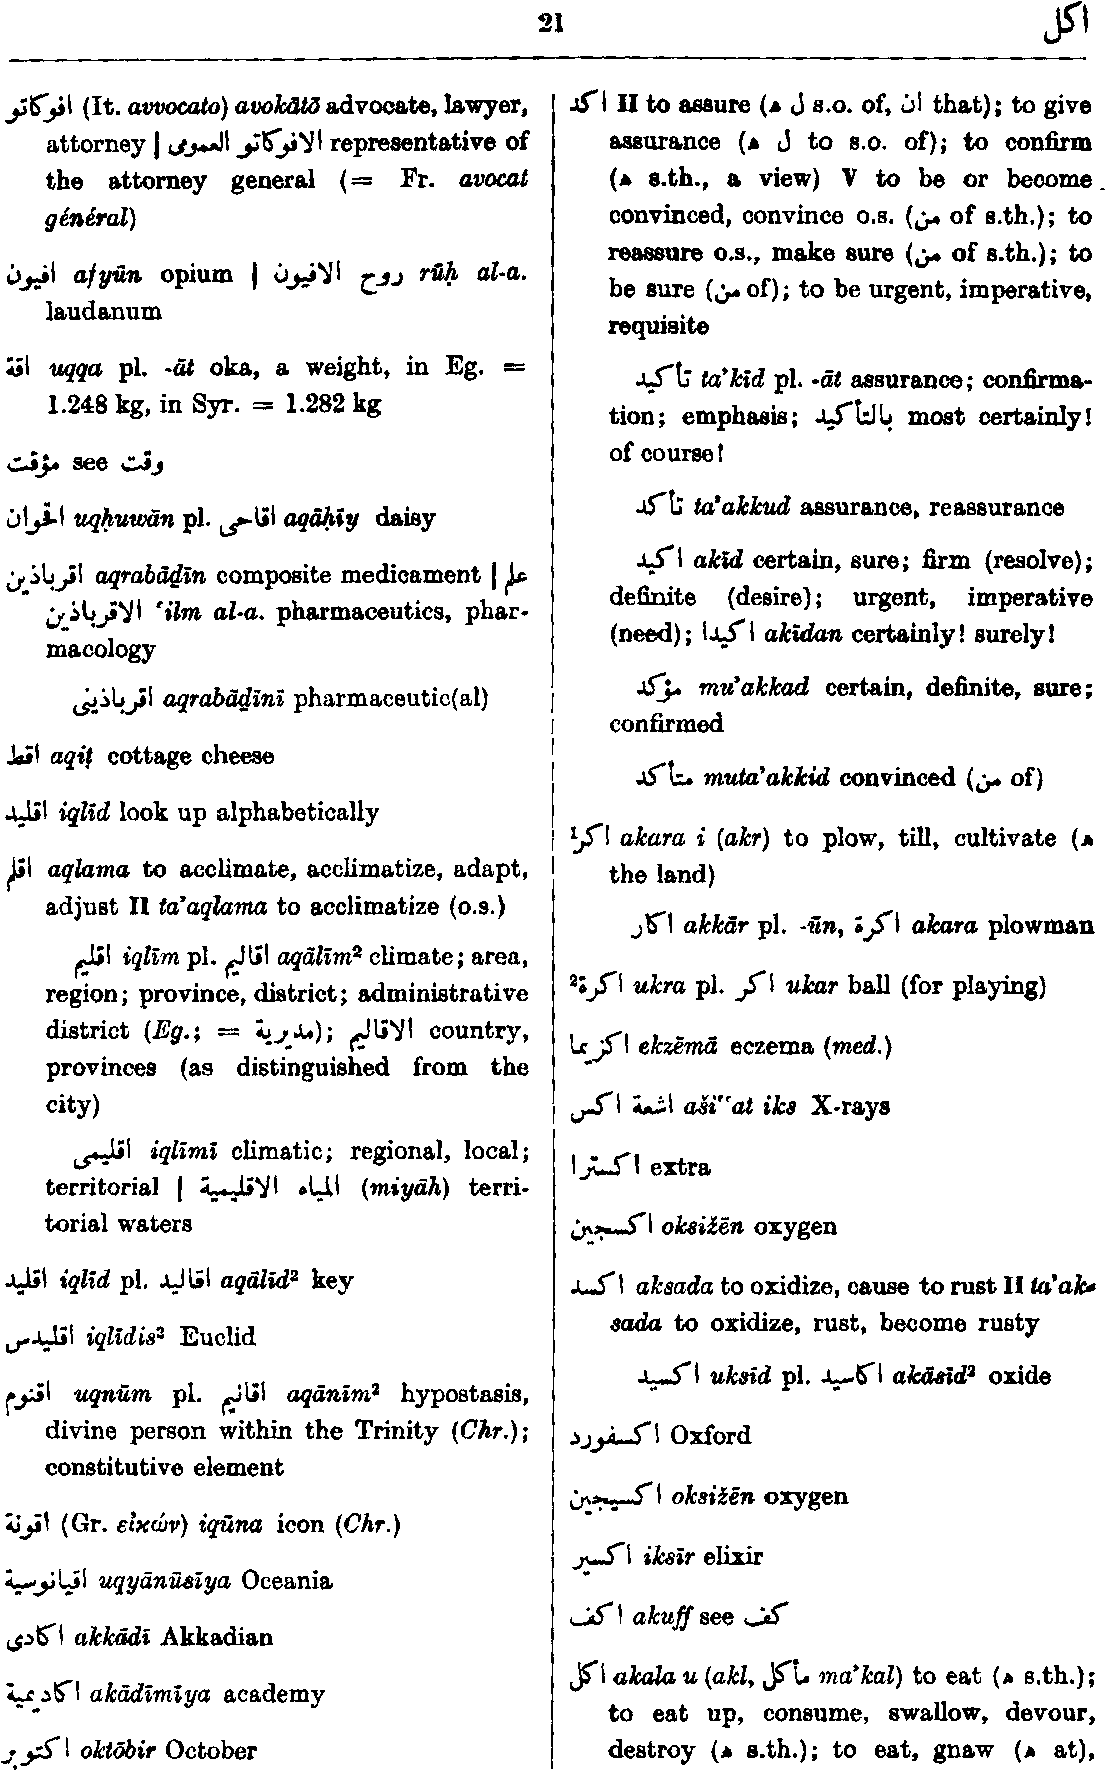 21
اكل
افوكاتو (It. avvocato) avokātō advocate, lawyer,
attorney | الافوكاتو العمومى representative of
the attorney general (= Fr. avocat
général)
افيون afyūn opium | روح الافيون rūḥ al-a.
laudanum
اقة uqqa pl. -āt oka, a weight, in Eg. =
1.248 kg, in Syr. = 1.282 kg
مؤقت see وقت
اقحوان uqḥuwān pl. اقاحى aqāḥīy daisy
اقرباذين aqrabāḏīn composite medicament | علم
الاقرباذين ‘ilm al-a. pharmaceutics, phar-
macology
اقرباذينى aqrabāḏīnī pharmaceutic(al)
اقط aqiṭ cottage cheese
اقليد iqlīd look up alphabetically
اقلم aqlama to acclimate, acclimatize, adapt,
adjust II ta’aqlama to acclimatize (o.s.)
اقليم iqlīm pl. اقاليم aqālīm² climate; area,
region; province, district; administrative
district (Eg.; = مديرية); الاقاليم country,
provinces (as distinguished from the
city)
اقليمى iqlīmī climatic; regional, local;
territorial | المياه الاقليمية (miyāh) terri-
torial waters
اقليد iqlīd pl. اقاليد aqālīd² key
اقليدس iqlīdis² Euclid
اقنوم uqnūm pl. اقانيم aqānīm² hypostasis,
divine person within the Trinity (Chr.);
constitutive element
اقونة (Gr. εἰκών) iqūna icon (Chr.)
اقيانوسية uqyānūsīya Oceania
اكادى akkādī Akkadian
اكاديمية akādīmīya academy
اكتوبر oktōbir October
اكد II to assure (ه ل s.o. of, ان that); to give
assurance (ه ل to s.o. of); to confirm
(ه s.th., a view) V to be or become
convinced, convince o.s. (من of s.th.); to
reassure o.s., make sure (من of s.th.); to
be sure (من of); to be urgent, imperative,
requisite
تأكيد ta’kīd pl. -āt assurance; confirma-
tion; emphasis; بالتأكيد most certainly!
of course!
تأكد ta’akkud assurance, reassurance
اكيد akīd certain, sure; firm (resolve);
definite (desire); urgent, imperative
(need); اكيدا akīdan certainly! surely!
مؤكد mu’akkad certain, definite, sure;
confirmed
متأكد muta’akkid convinced (من of)
اكر¹ akara i (akr) to plow, till, cultivate (ه
the land)
اكار akkār pl. -ūn, اكرة akara plowman
اكرة² ukra pl. اكر ukar ball (for playing)
اكزيما ekzēmā eczema (med.)
اشعة اكس aši‘‘at iks X-rays
اكسترا extra
اكسجين oksižēn oxygen
اكسد aksada to oxidize, cause to rust II ta’ak-
sada to oxidize, rust, become rusty
اكسيد uksīd pl. اكاسيد akāsīd² oxide
اكسفورد Oxford
اكسيجين oksižēn oxygen
اكسير iksīr elixir
اكف akuff see كف
اكل akala u (akl, مأكل ma’kal) to eat (ه s.th.);
to eat up, consume, swallow, devour,
destroy (ه s.th.); to eat, gnaw (ه at),